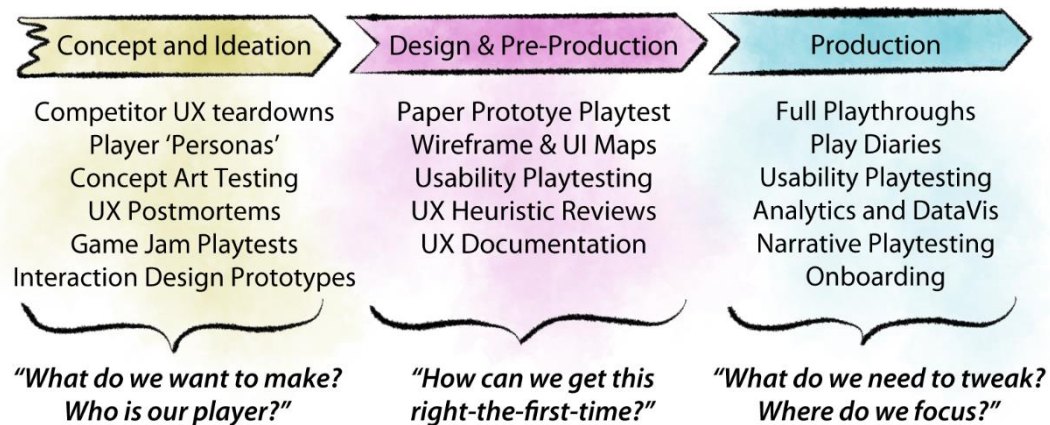 Concept and Ideation
Competitor UX teardowns
Player ‘Personas’
Concept Art Testing
UX Postmortems
Game Jam Playtests
Interaction Design Prototypes
“What do we want to make?
Who is our player?”
Design & Pre-Production
Paper Prototye Playtest
Wireframe & UI Maps
Usability Playtesting
UX Heuristic Reviews
UX Documentation
“How can we get this
right-the-first-time?”
Production
Full Playthroughs
Play Diaries
Usability Playtesting
Analytics and DataVis
Narrative Playtesting
Onboarding
“What do we need to tweak?
Where do we focus?”